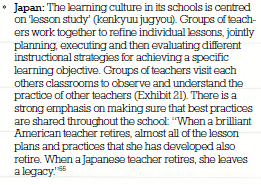 • Japan: The learning culture in its schools is centred
on 'lesson study' (kenkyuu jugyou). Groups of teach-
ers work together to refine individual lessons, jointly
planning, executing and then evaluating different
instructional strategies for achieving a specific
learning objective. Groups of teachers visit each
others classrooms to observe and understand the
practice of other teachers (Exhibit 21). There is a
strong emphasis on making sure that best practices
are shared throughout the school: "When a brilliant
American teacher retires, almost all of the lesson
plans and practices that she has developed also
retire. When a Japanese teacher retires, she leaves
a legacy."⁵⁵